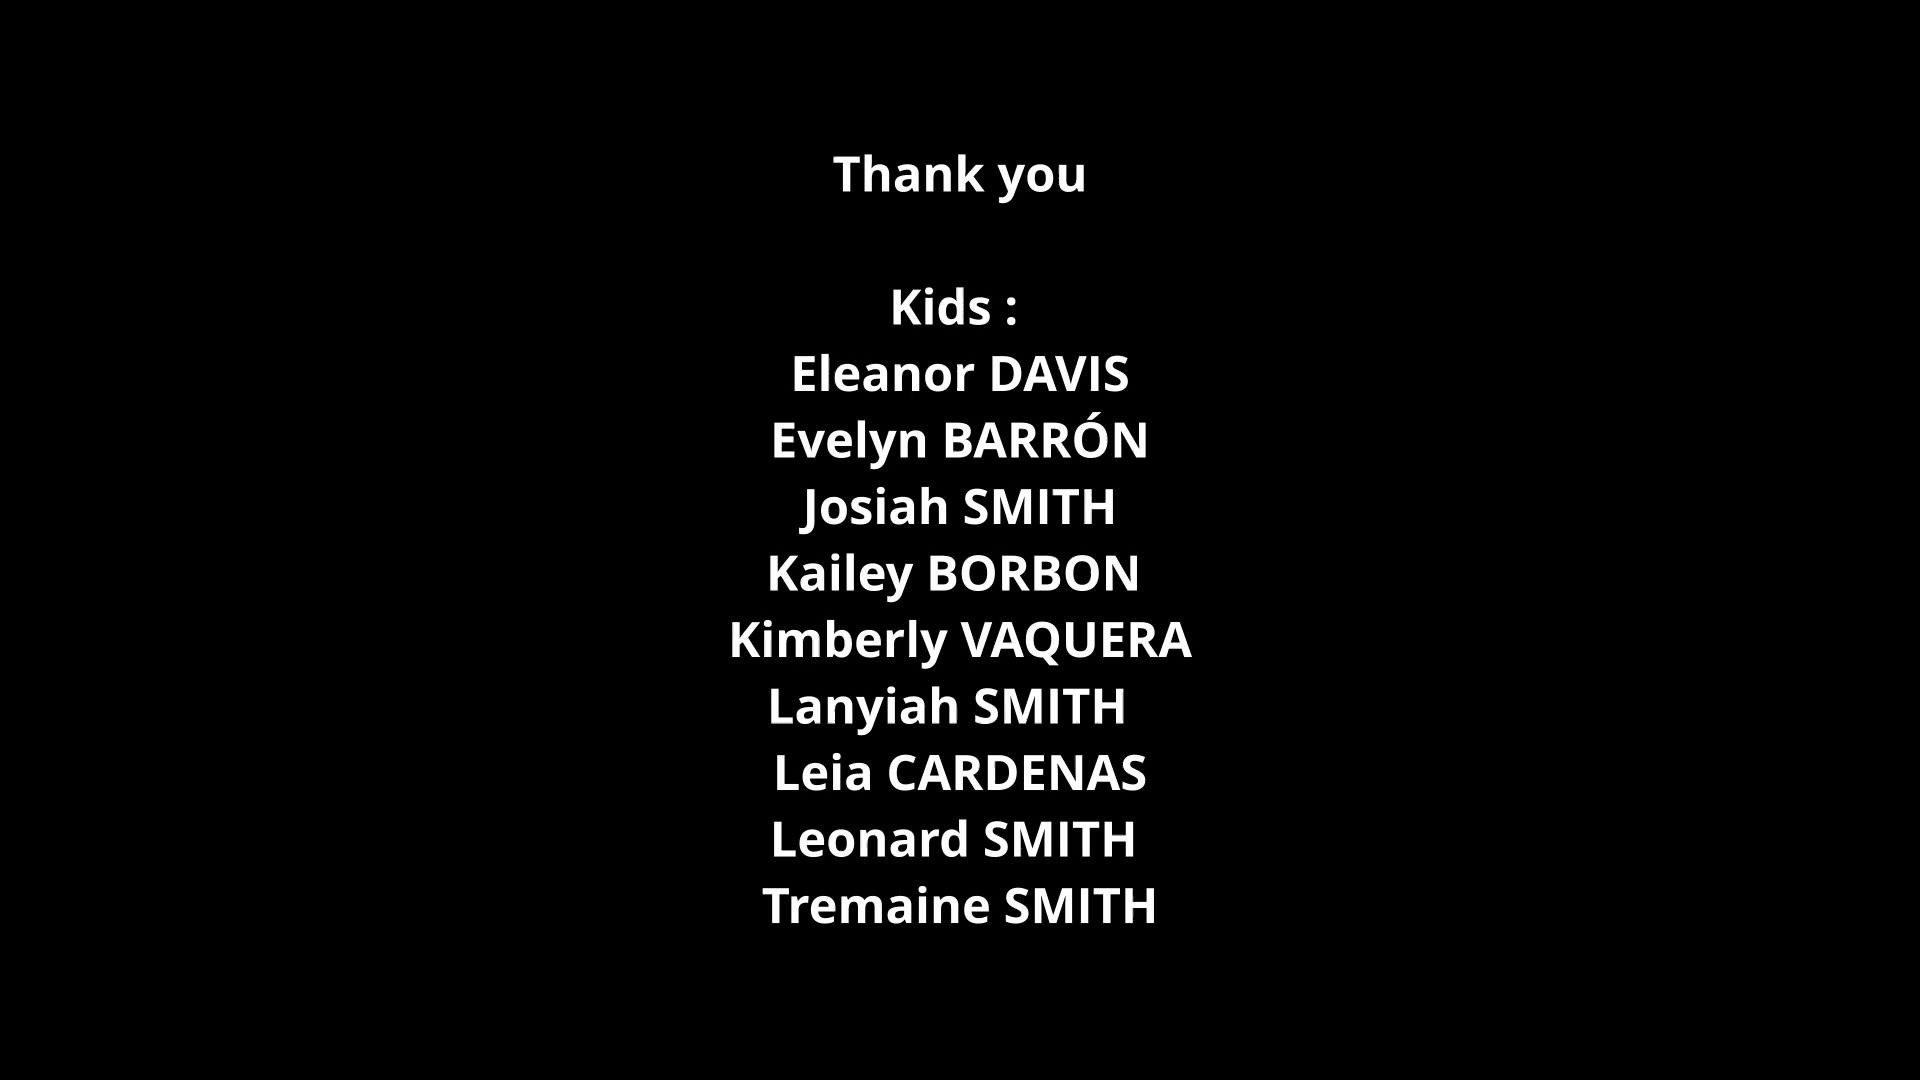 Thank you
Kids :
Eleanor DAVIS
Evelyn BARRÓN
Josiah SMITH
Kailey BORBON
Kimberly VAQUERA
Lanyiah SMITH
Leia CARDENAS
Leonard SMITH
Tremaine SMITH